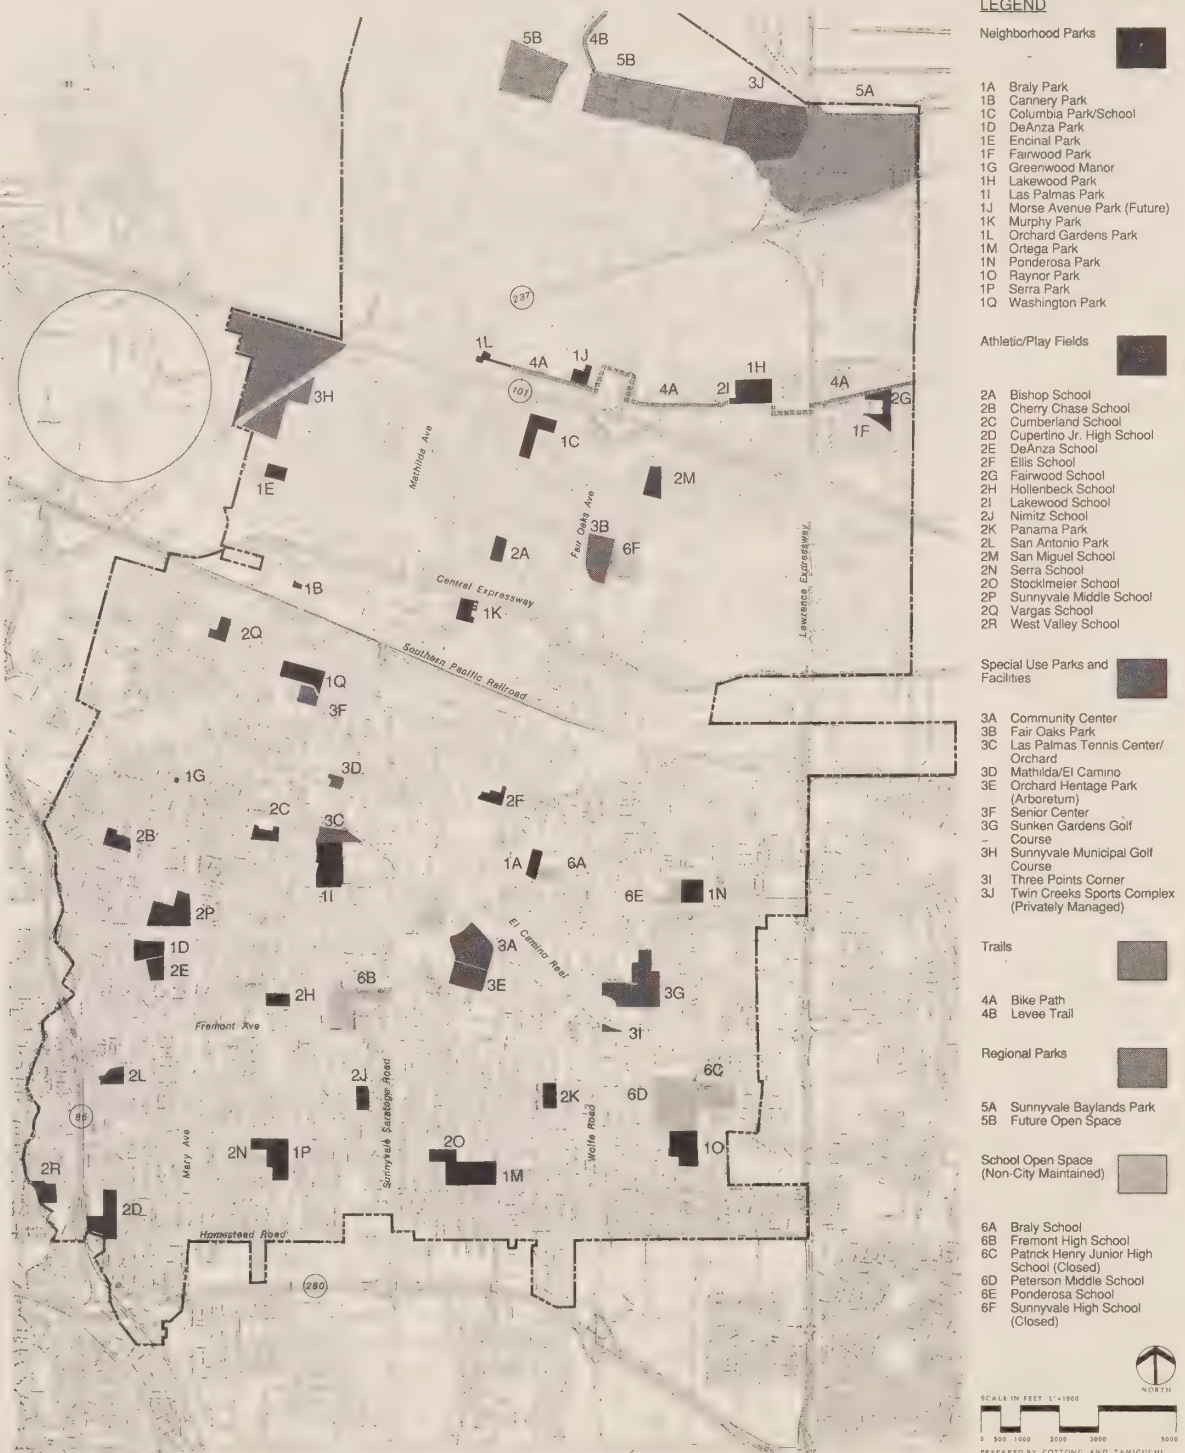 LEGEND
Neighborhood Parks
1A Braly Park
1B Cannery Park
1C Columbia Park/School
1D DeAnza Park
1E Encinal Park
1F Fairwood Park
1G Greenwood Manor
1H Lakewood Park
1I Las Palmas Park
1J Morse Avenue Park (Future)
1K Murphy Park
1L Orchard Gardens Park
1M Ortega Park
1N Ponderosa Park
1O Raynor Park
1P Serra Park
1Q Washington Park
Athletic/Play Fields
2A Bishop School
2B Cherry Chase School
2C Cumberland School
2D Cupertino Jr. High School
2E DeAnza School
2F Ellis School
2G Fairwood School
2H Hollenbeck School
2I Lakewood School
2J Nimitz School
2K Panama Park
2L San Antonio Park
2M San Miguel School
2N Serra School
2O Stocklmeier School
2P Sunnyvale Middle School
2Q Vargas School
2R West Valley School
Special Use Parks and
Facilities
3A Community Center
3B Fair Oaks Park
3C Las Palmas Tennis Center/
Orchard
3D Mathilda/El Camino
3E Orchard Heritage Park
(Arboretum)
3F Senior Center
3G Sunken Gardens Golf
Course
3H Sunnyvale Municipal Golf
Course
3I Three Points Corner
3J Twin Creeks Sports Complex
(Privately Managed)
Trails
4A Bike Path
4B Levee Trail
Regional Parks
5A Sunnyvale Baylands Park
5B Future Open Space
School Open Space
(Non-City Maintained)
6A Braly School
6B Fremont High School
6C Patrick Henry Junior High
School (Closed)
6D Peterson Middle School
6E Ponderosa School
6F Sunnyvale High School
(Closed)
NORTH
SCALE IN FEET 1"=1000
0 500 1000 2000 3000 5000
PREPARED BY COTTONG AND TANIGUCHI
5B
4B
5B
3J
5A
237
1L
4A
1J
101
4A
2I
1H
4A
2G
1F
3H
1C
Mathilda Ave
1E
2M
Fair Oaks Ave
3B
6F
2A
Lawrence Expressway
1B
Central Expressway
1K
2Q
Southern Pacific Railroad
1Q
3F
1G
3D
2F
2C
2B
3C
1A
6A
1I
6E
1N
2P
El Camino Real
3A
1D
2E
6B
3E
2H
3G
Fremont Ave
3I
2L
2J
Sunnyvale Saratoga Road
2K
6D
6C
85
Mary Ave
Wolfe Road
2N
1P
2O
1M
1O
2R
2D
Homestead Road
280